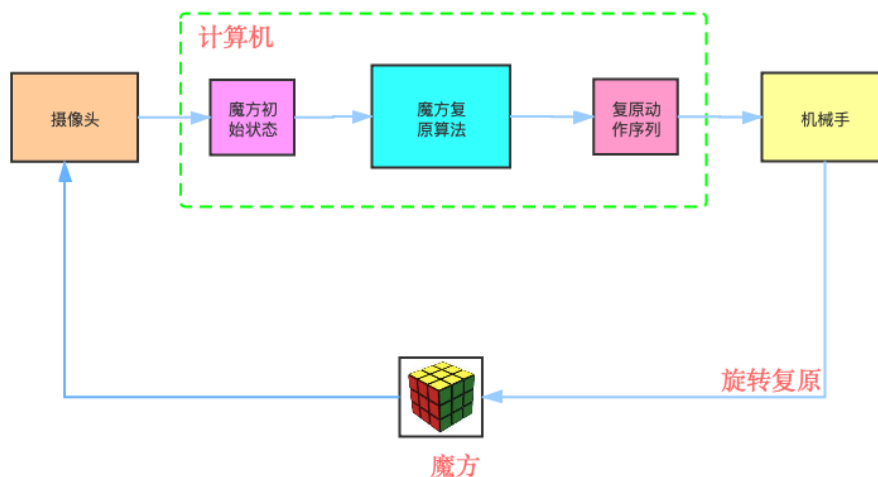 计算机
摄像头
魔方初
始状态
魔方复
原算法
复原动
作序列
机械手
旋转复原
魔方